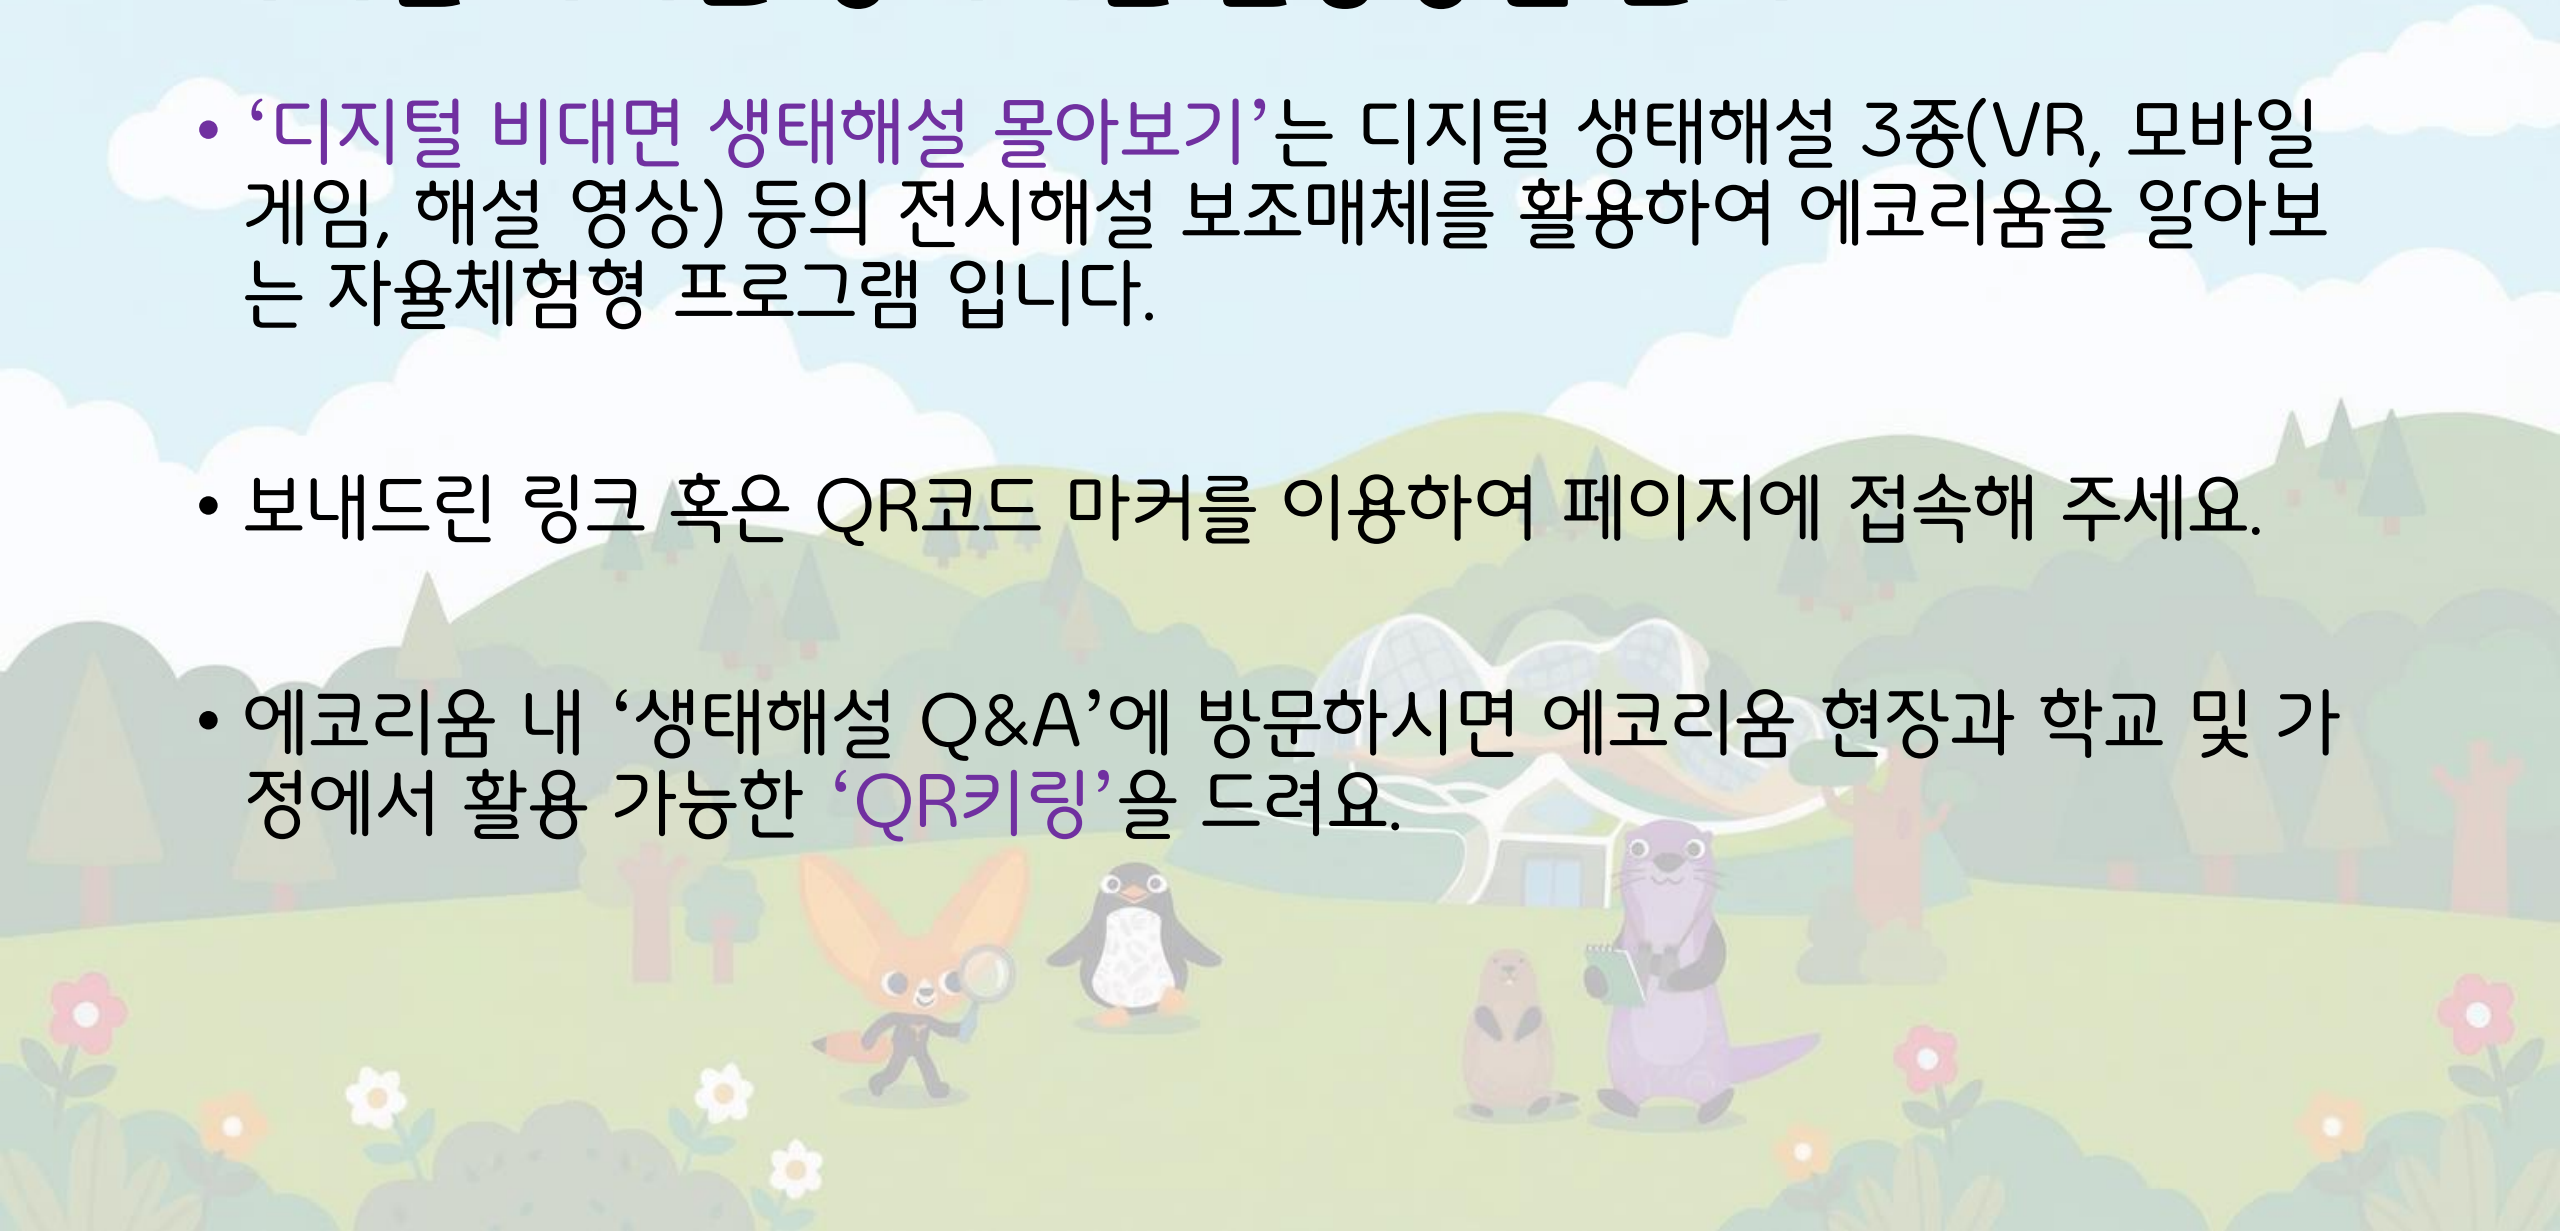 • ‘디지털 비대면 생태해설 몰아보기’는 디지털 생태해설 3종(VR, 모바일
게임, 해설 영상) 등의 전시해설 보조매체를 활용하여 에코리움을 알아보
는 자율체험형 프로그램 입니다.
• 보내드린 링크 혹은 QR코드 마커를 이용하여 페이지에 접속해 주세요.
• 에코리움 내 ‘생태해설 Q&A’에 방문하시면 에코리움 현장과 학교 및 가
정에서 활용 가능한 ‘QR키링’을 드려요.